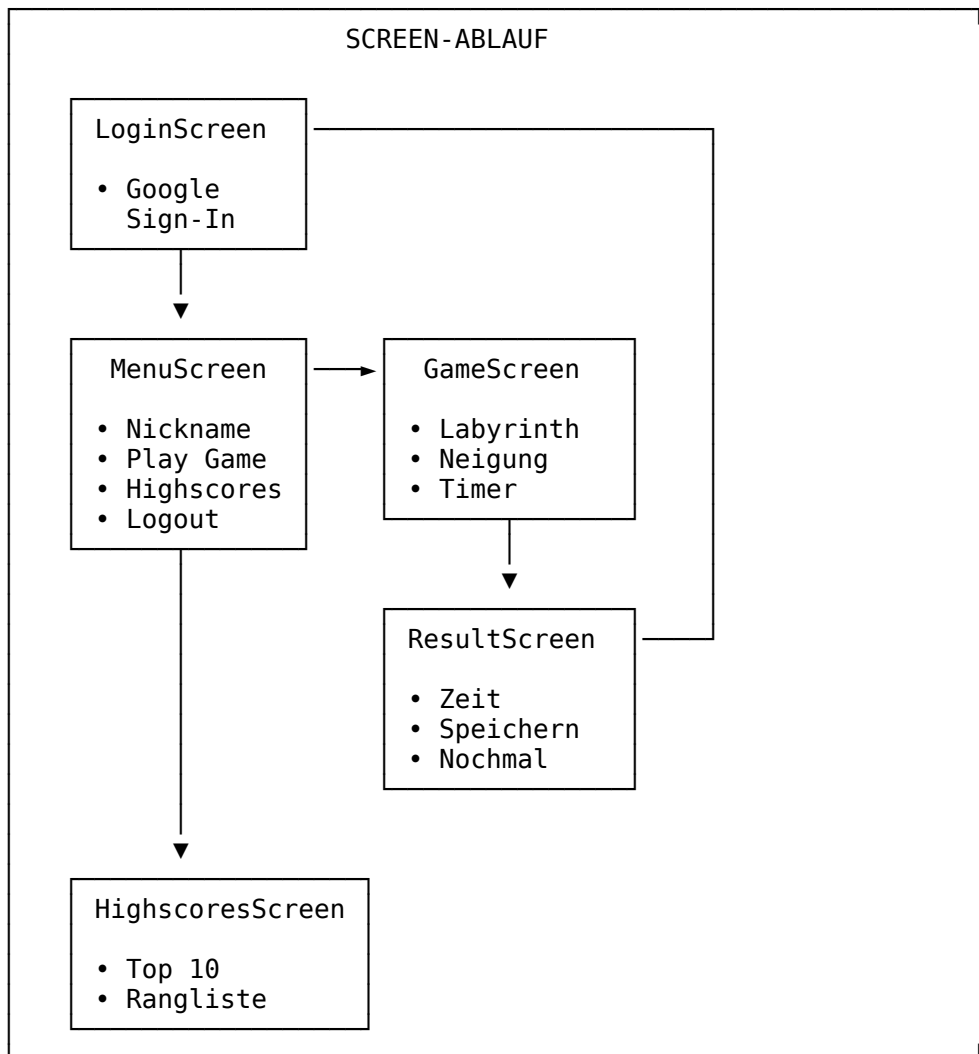 SCREEN-ABLAUF
LoginScreen
• Google
Sign-In
MenuScreen
• Nickname
• Play Game
• Highscores
• Logout
GameScreen
• Labyrinth
• Neigung
• Timer
ResultScreen
• Zeit
• Speichern
• Nochmal
HighscoresScreen
• Top 10
• Rangliste